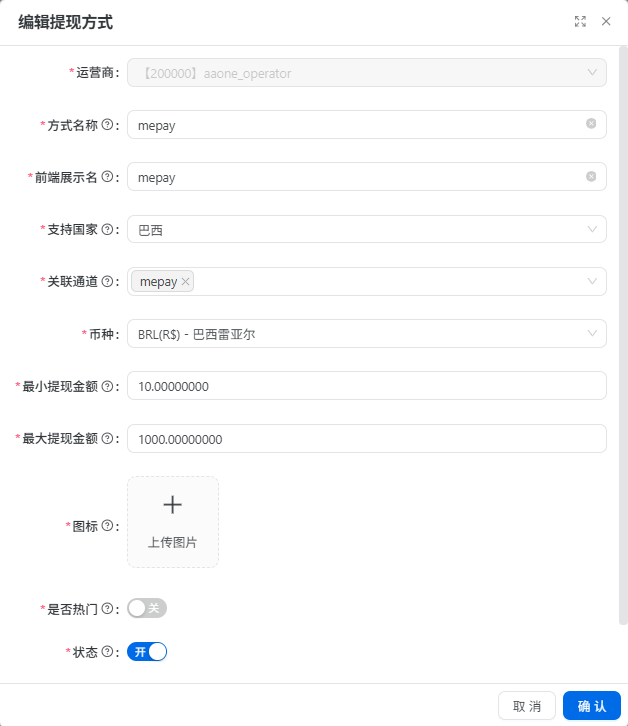 编辑提现方式
*运营商: 【200000】aaone_operator
*方式名称?: mepay
*前端展示名?: mepay
*支持国家?: 巴西
*关联通道?: mepay
*币种: BRL(R$) - 巴西雷亚尔
*最小提现金额?: 10.00000000
*最大提现金额?: 1000.00000000
*图标?: 上传图片
*是否热门?: 关
*状态?: 开
取 消 确 认